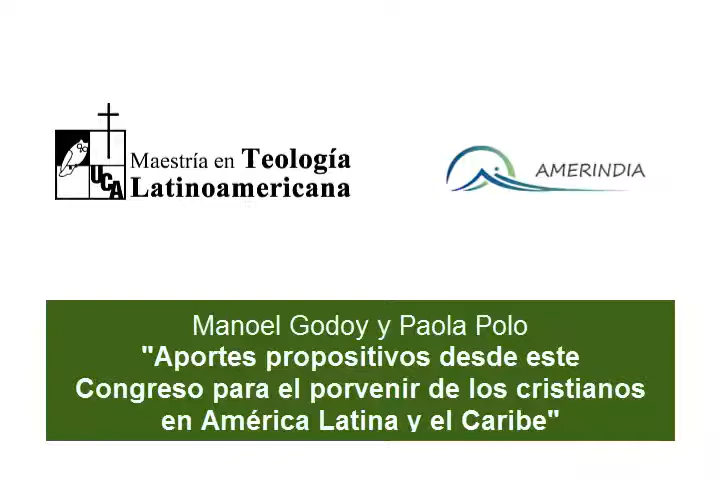 Maestría en Teología
UCA
Latinoamericana
AMERINDIA
Manoel Godoy y Paola Polo
"Aportes propositivos desde este
Congreso para el porvenir de los cristianos
en América Latina y el Caribe"